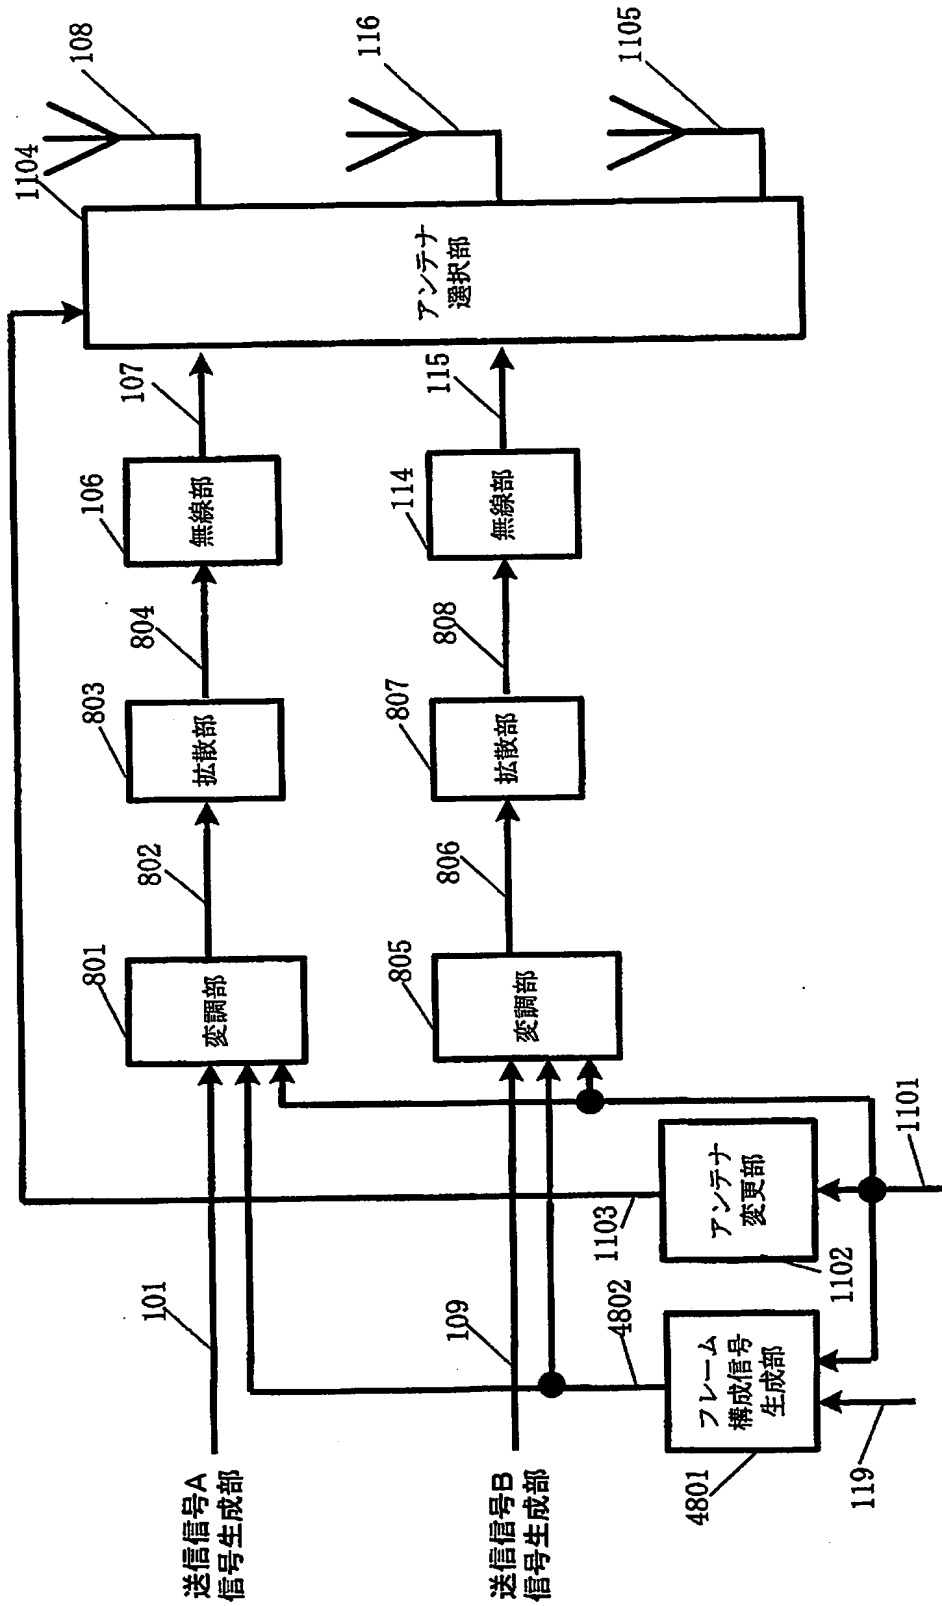 送信信号A
信号生成部
101
801
変調部
802
803
拡散部
804
106
無線部
107
1104
アンテナ
選択部
108
116
1105
送信信号B
信号生成部
109
805
変調部
806
807
拡散部
808
114
無線部
115
4801
フレーム
構成信号
生成部
4802
119
1102
アンテナ
変更部
1103
1101